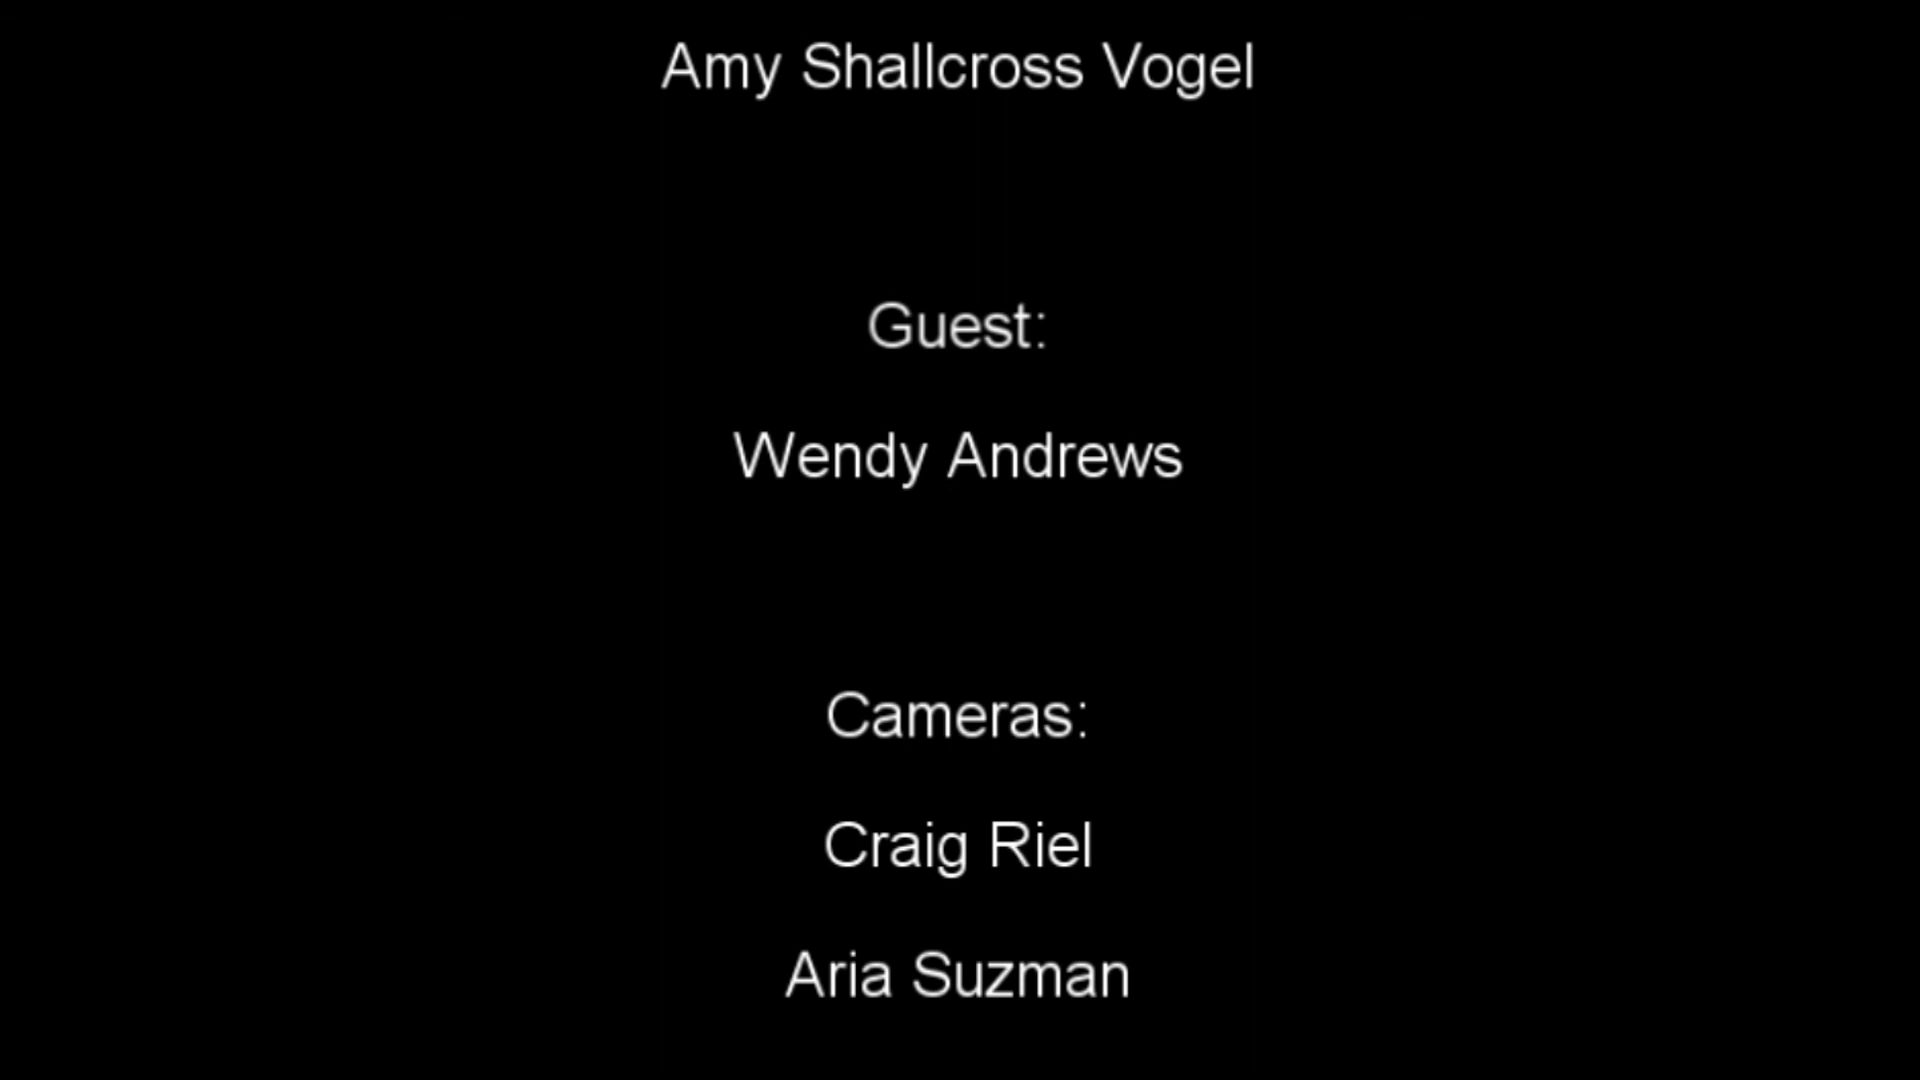 Amy Shallcross Vogel
Guest:
Wendy Andrews
Cameras:
Craig Riel
Aria Suzman